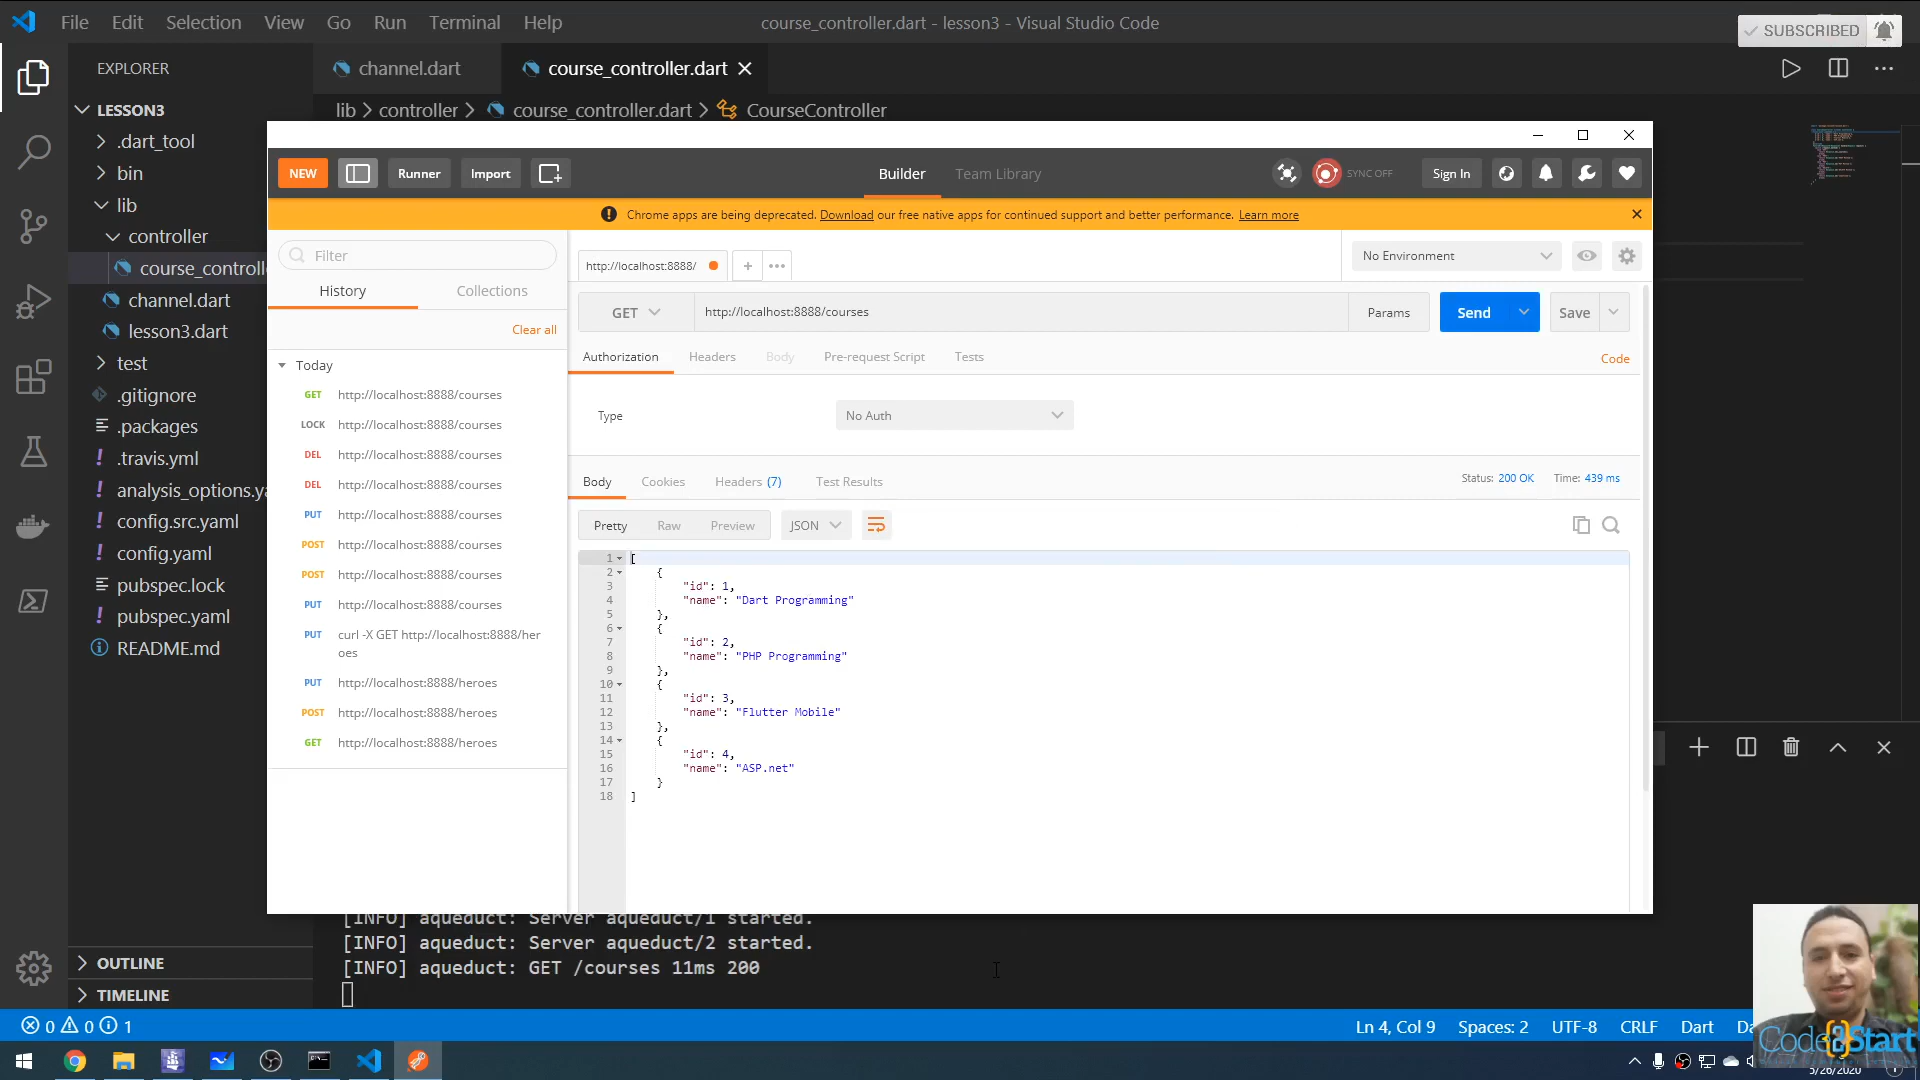 File Edit Selection View Go Run Terminal Help
course_controller.dart - lesson3 - Visual Studio Code
SUBSCRIBED
EXPLORER
channel.dart
course_controller.dart
LESSON3
lib > controller > course_controller.dart > CourseController
.dart_tool
bin
lib
controller
course_controll
channel.dart
lesson3.dart
test
.gitignore
.packages
.travis.yml
analysis_options.ya
config.src.yaml
config.yaml
pubspec.lock
pubspec.yaml
README.md
OUTLINE
TIMELINE
NEW Runner Import
Builder Team Library
SYNC OFF Sign In
Chrome apps are being deprecated. Download our free native apps for continued support and better performance. Learn more
Filter
History Collections
Clear all
Today
GET http://localhost:8888/courses
LOCK http://localhost:8888/courses
DEL http://localhost:8888/courses
DEL http://localhost:8888/courses
PUT http://localhost:8888/courses
POST http://localhost:8888/courses
POST http://localhost:8888/courses
PUT http://localhost:8888/courses
PUT curl -X GET http://localhost:8888/her
oes
PUT http://localhost:8888/heroes
POST http://localhost:8888/heroes
GET http://localhost:8888/heroes
http://localhost:8888/
No Environment
GET http://localhost:8888/courses Params Send Save
Authorization Headers Body Pre-request Script Tests Code
Type No Auth
Body Cookies Headers (7) Test Results Status: 200 OK Time: 439 ms
Pretty Raw Preview JSON
1 [
2 {
3 "id": 1,
4 "name": "Dart Programming"
5 },
6 {
7 "id": 2,
8 "name": "PHP Programming"
9 },
10 {
11 "id": 3,
12 "name": "Flutter Mobile"
13 },
14 {
15 "id": 4,
16 "name": "ASP.net"
17 }
18 ]
[INFO] aqueduct: Server aqueduct/1 started.
[INFO] aqueduct: Server aqueduct/2 started.
[INFO] aqueduct: GET /courses 11ms 200
0 0 1
Ln 4, Col 9 Spaces: 2 UTF-8 CRLF Dart Da
Code{2}Start
5/26/2020